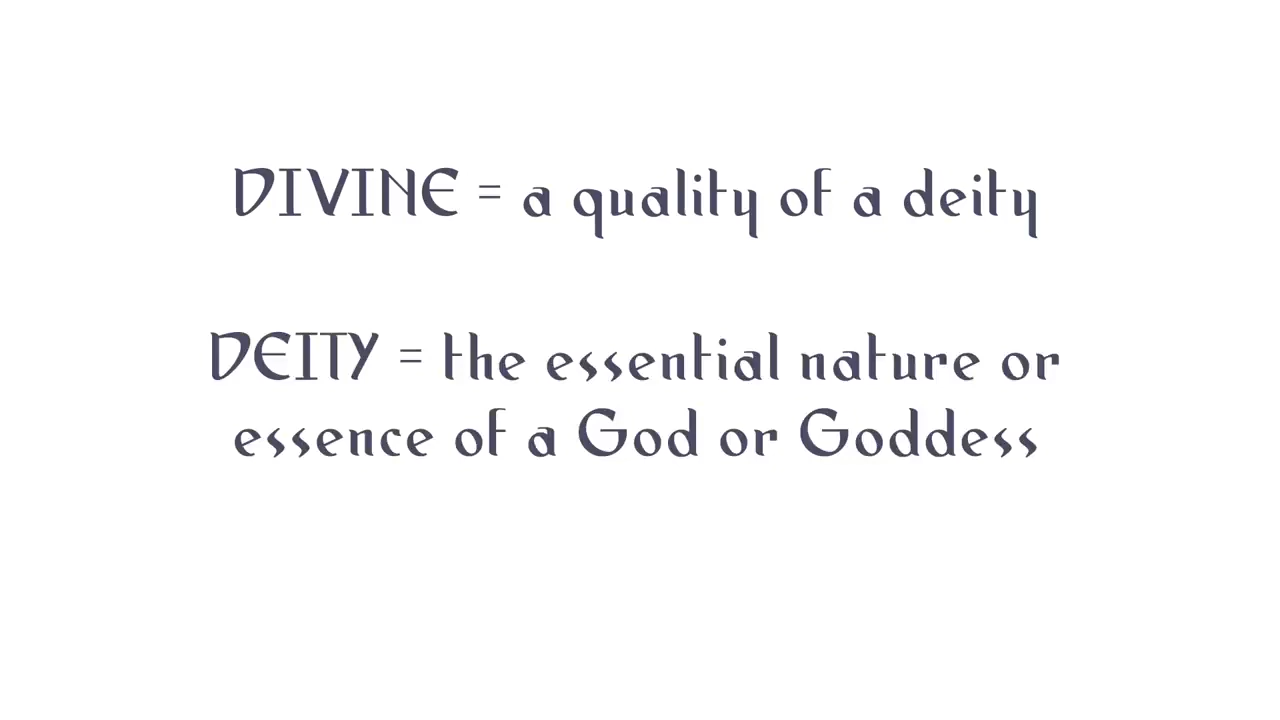 DIVINE = a quality of a deity
DEITY = the essential nature or
essence of a God or Goddess